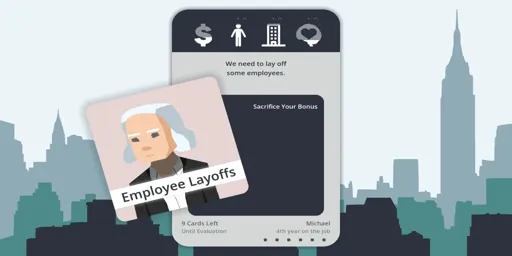 We need to lay off
some employees.
Sacrifice Your Bonus
Employee Layoffs
9 Cards Left
Until Evaluation
Michael
4th year on the job